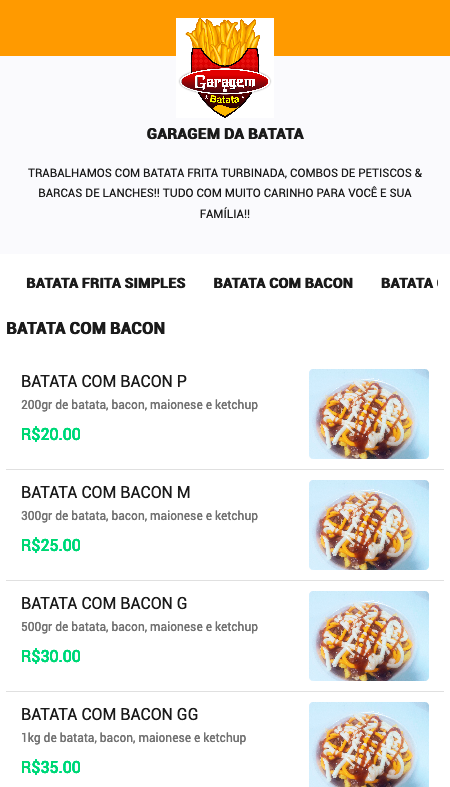 Garagem
Batata
GARAGEM DA BATATA
TRABALHAMOS COM BATATA FRITA TURBINADA, COMBOS DE PETISCOS &
BARCAS DE LANCHES!! TUDO COM MUITO CARINHO PARA VOCÊ E SUA
FAMÍLIA!!
BATATA FRITA SIMPLES BATATA COM BACON BATATA
BATATA COM BACON
BATATA COM BACON P
200gr de batata, bacon, maionese e ketchup
R$20.00
BATATA COM BACON M
300gr de batata, bacon, maionese e ketchup
R$25.00
BATATA COM BACON G
500gr de batata, bacon, maionese e ketchup
R$30.00
BATATA COM BACON GG
1kg de batata, bacon, maionese e ketchup
R$35.00